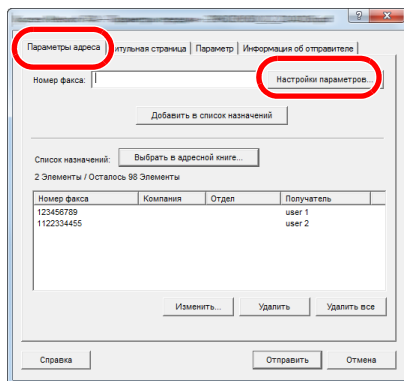 Параметры адреса тульная страница Параметр Информация об отправителе
Номер факса: Настройки параметров...
Добавить в список назначений
Список назначений: Выбрать в адресной книге...
2 Элементы / Осталось 98 Элементы
Номер факса Компания Отдел Получатель
123456789 user 1
1122334455 user 2
Изменить... Удалить Удалить все
Справка Отправить Отмена